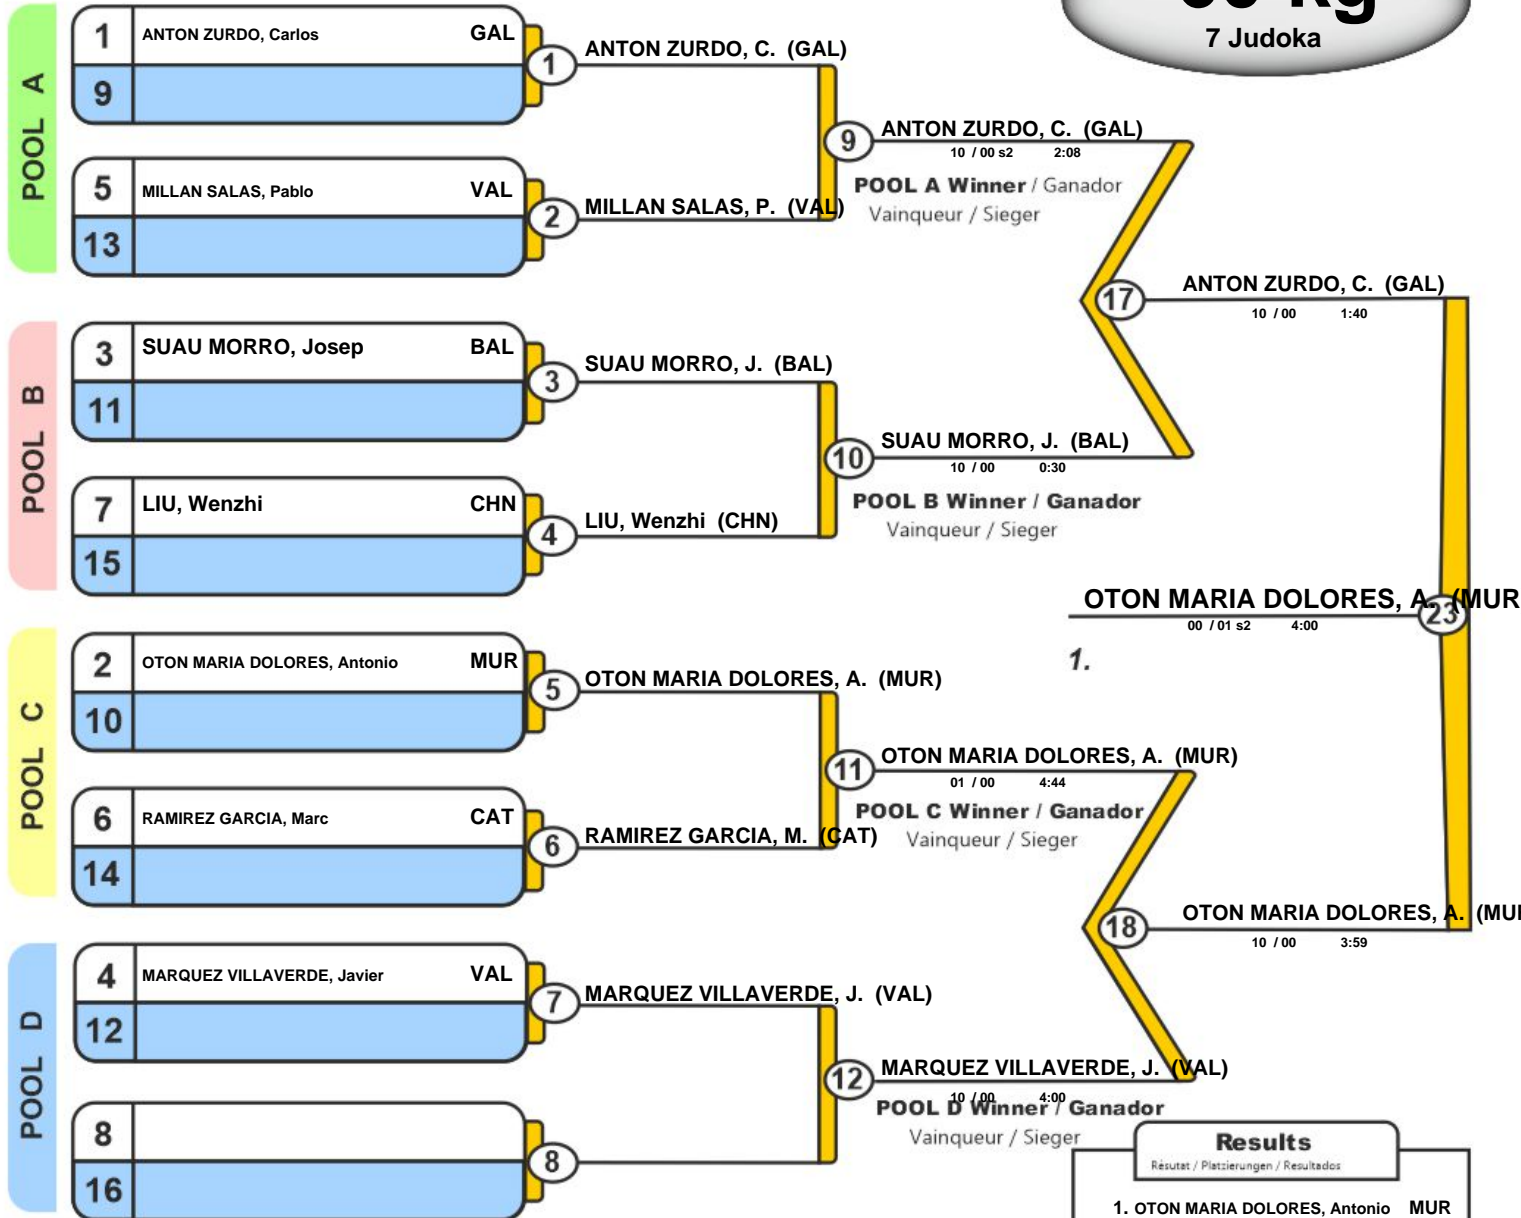 7 Judoka
POOL A
1 ANTON ZURDO, Carlos GAL
9
1
ANTON ZURDO, C. (GAL)
5 MILLAN SALAS, Pablo VAL
13
2
MILLAN SALAS, P. (VAL)
9
ANTON ZURDO, C. (GAL)
10 / 00 s2 2:08
POOL A Winner / Ganador
Vainqueur / Sieger
POOL B
3 SUAU MORRO, Josep BAL
11
3
SUAU MORRO, J. (BAL)
7 LIU, Wenzhi CHN
15
4
LIU, Wenzhi (CHN)
10
SUAU MORRO, J. (BAL)
10 / 00 0:30
POOL B Winner / Ganador
Vainqueur / Sieger
17
ANTON ZURDO, C. (GAL)
10 / 00 1:40
OTON MARIA DOLORES, A. (MUR
00 / 01 s2 4:00
23
1.
POOL C
2 OTON MARIA DOLORES, Antonio MUR
10
5
OTON MARIA DOLORES, A. (MUR)
6 RAMIREZ GARCIA, Marc CAT
14
6
RAMIREZ GARCIA, M. (CAT)
11
OTON MARIA DOLORES, A. (MUR)
01 / 00 4:44
POOL C Winner / Ganador
Vainqueur / Sieger
18
OTON MARIA DOLORES, A. (MU
10 / 00 3:59
POOL D
4 MARQUEZ VILLAVERDE, Javier VAL
12
7
MARQUEZ VILLAVERDE, J. (VAL)
8
16
8
12
MARQUEZ VILLAVERDE, J. (VAL)
10 / 00 4:00
POOL D Winner / Ganador
Vainqueur / Sieger
Results
Résutat / Platzierungen / Resultados
1. OTON MARIA DOLORES, Antonio MUR